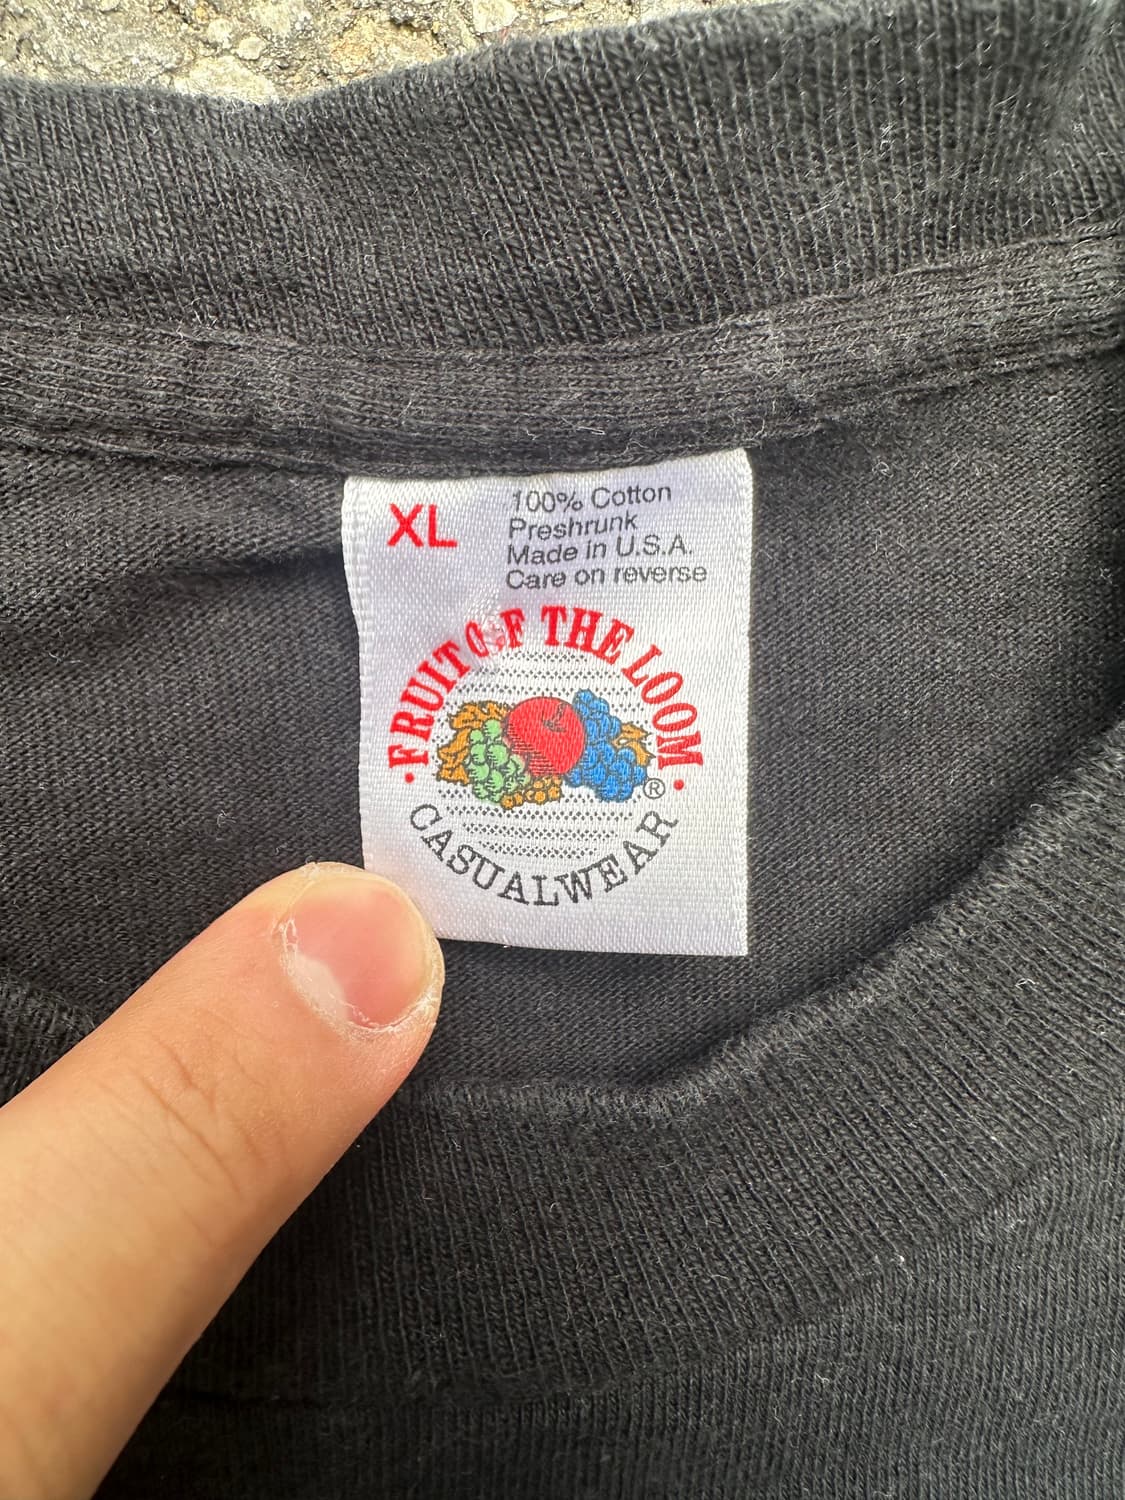 XL
100% Cotton
Preshrunk
Made in U.S.A.
Care on reverse
·FRUIT OF THE LOOM·
®
CASUALWEAR